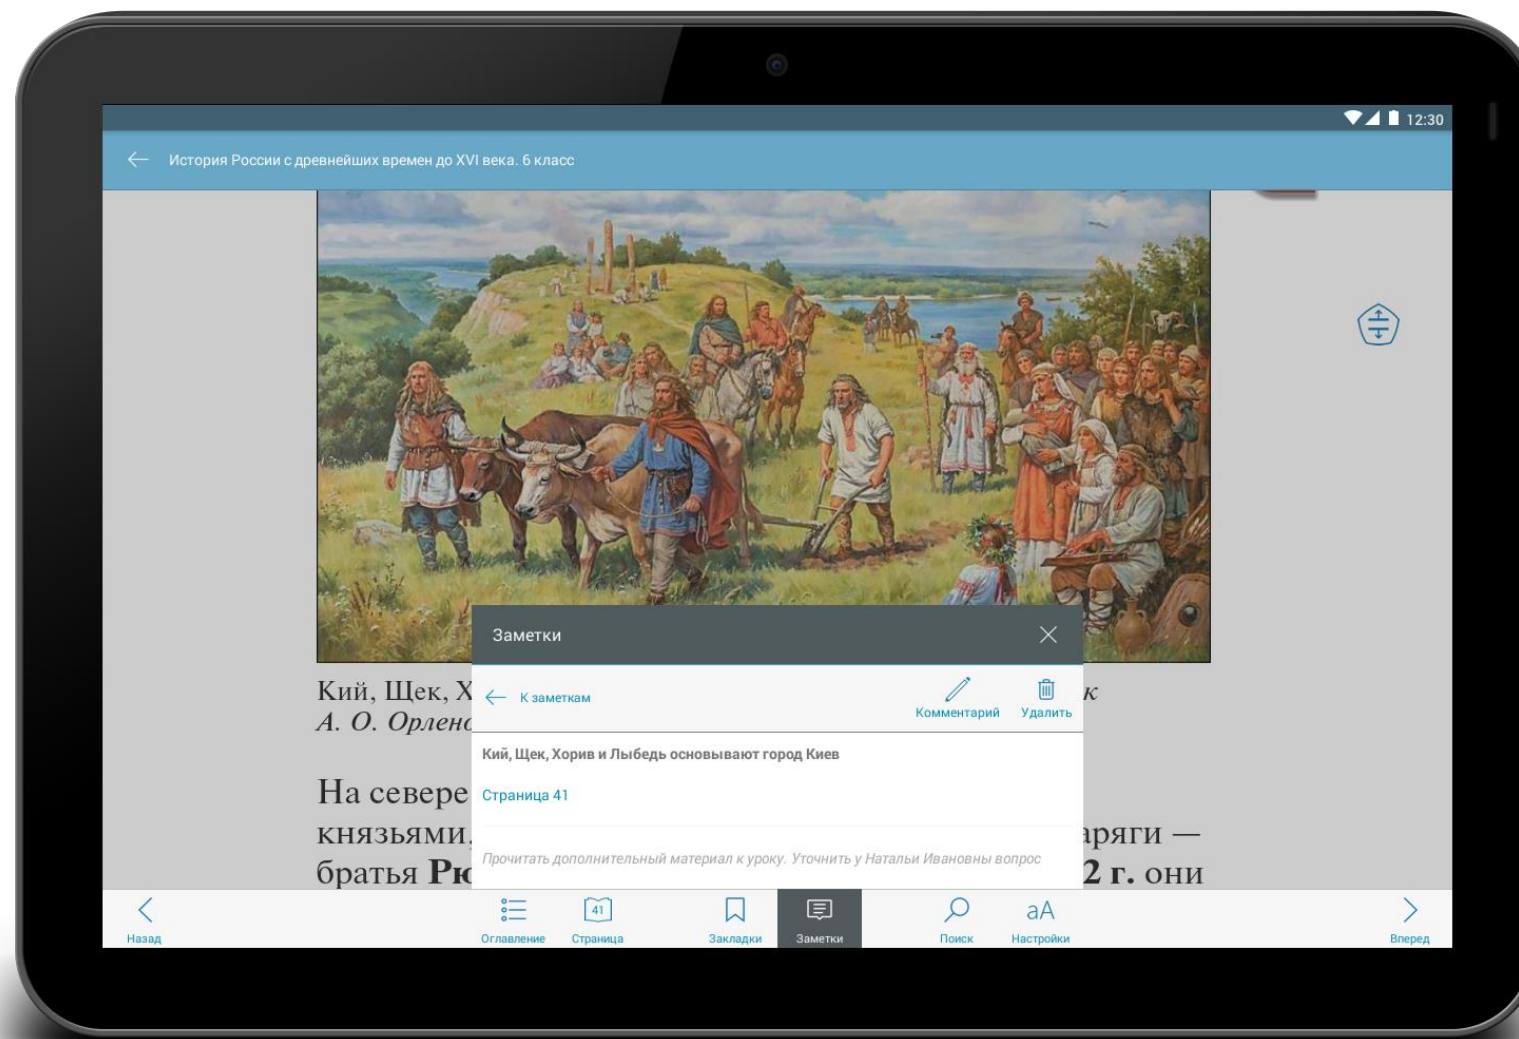 12:30
История России с древнейших времен до XVI века. 6 класс
Заметки
Кий, Щек, Х
К заметкам
Комментарий
Удалить
к
А. О. Орлено
Кий, Щек, Хорив и Лыбедь основывают город Киев
На севере
Страница 41
князьями,
аряги —
Прочитать дополнительный материал к уроку. Уточнить у Натальи Ивановны вопрос
братья Рю
2 г. они
41
аА
Назад
Оглавление
Страница
Закладки
Заметки
Поиск
Настройки
Вперед